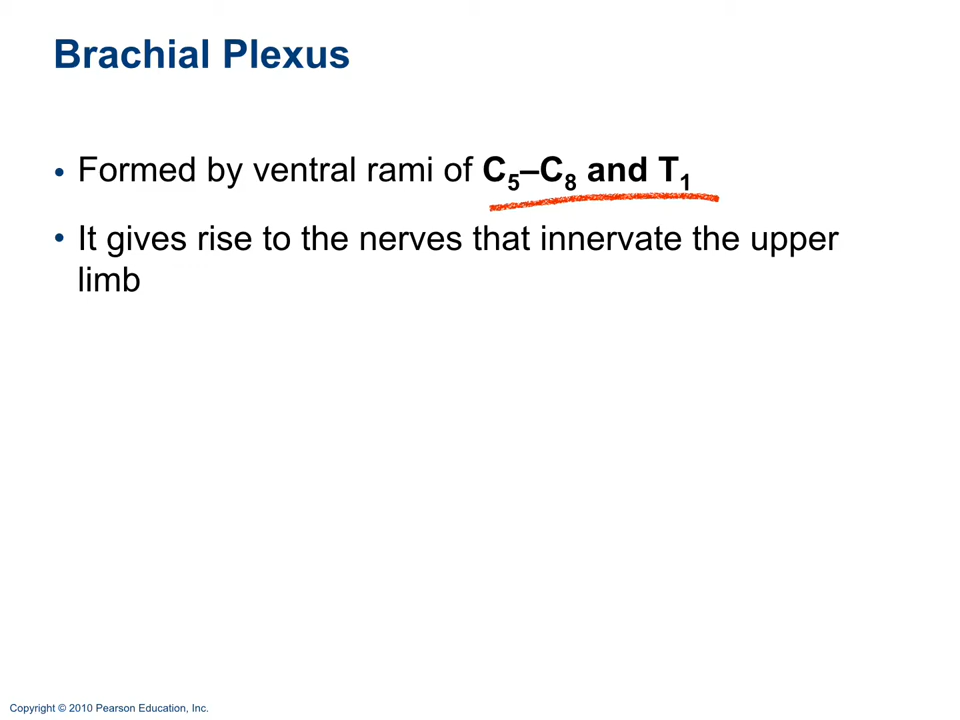 Brachial Plexus
• Formed by ventral rami of C₅–C₈ and T₁
• It gives rise to the nerves that innervate the upper
limb
Copyright © 2010 Pearson Education, Inc.